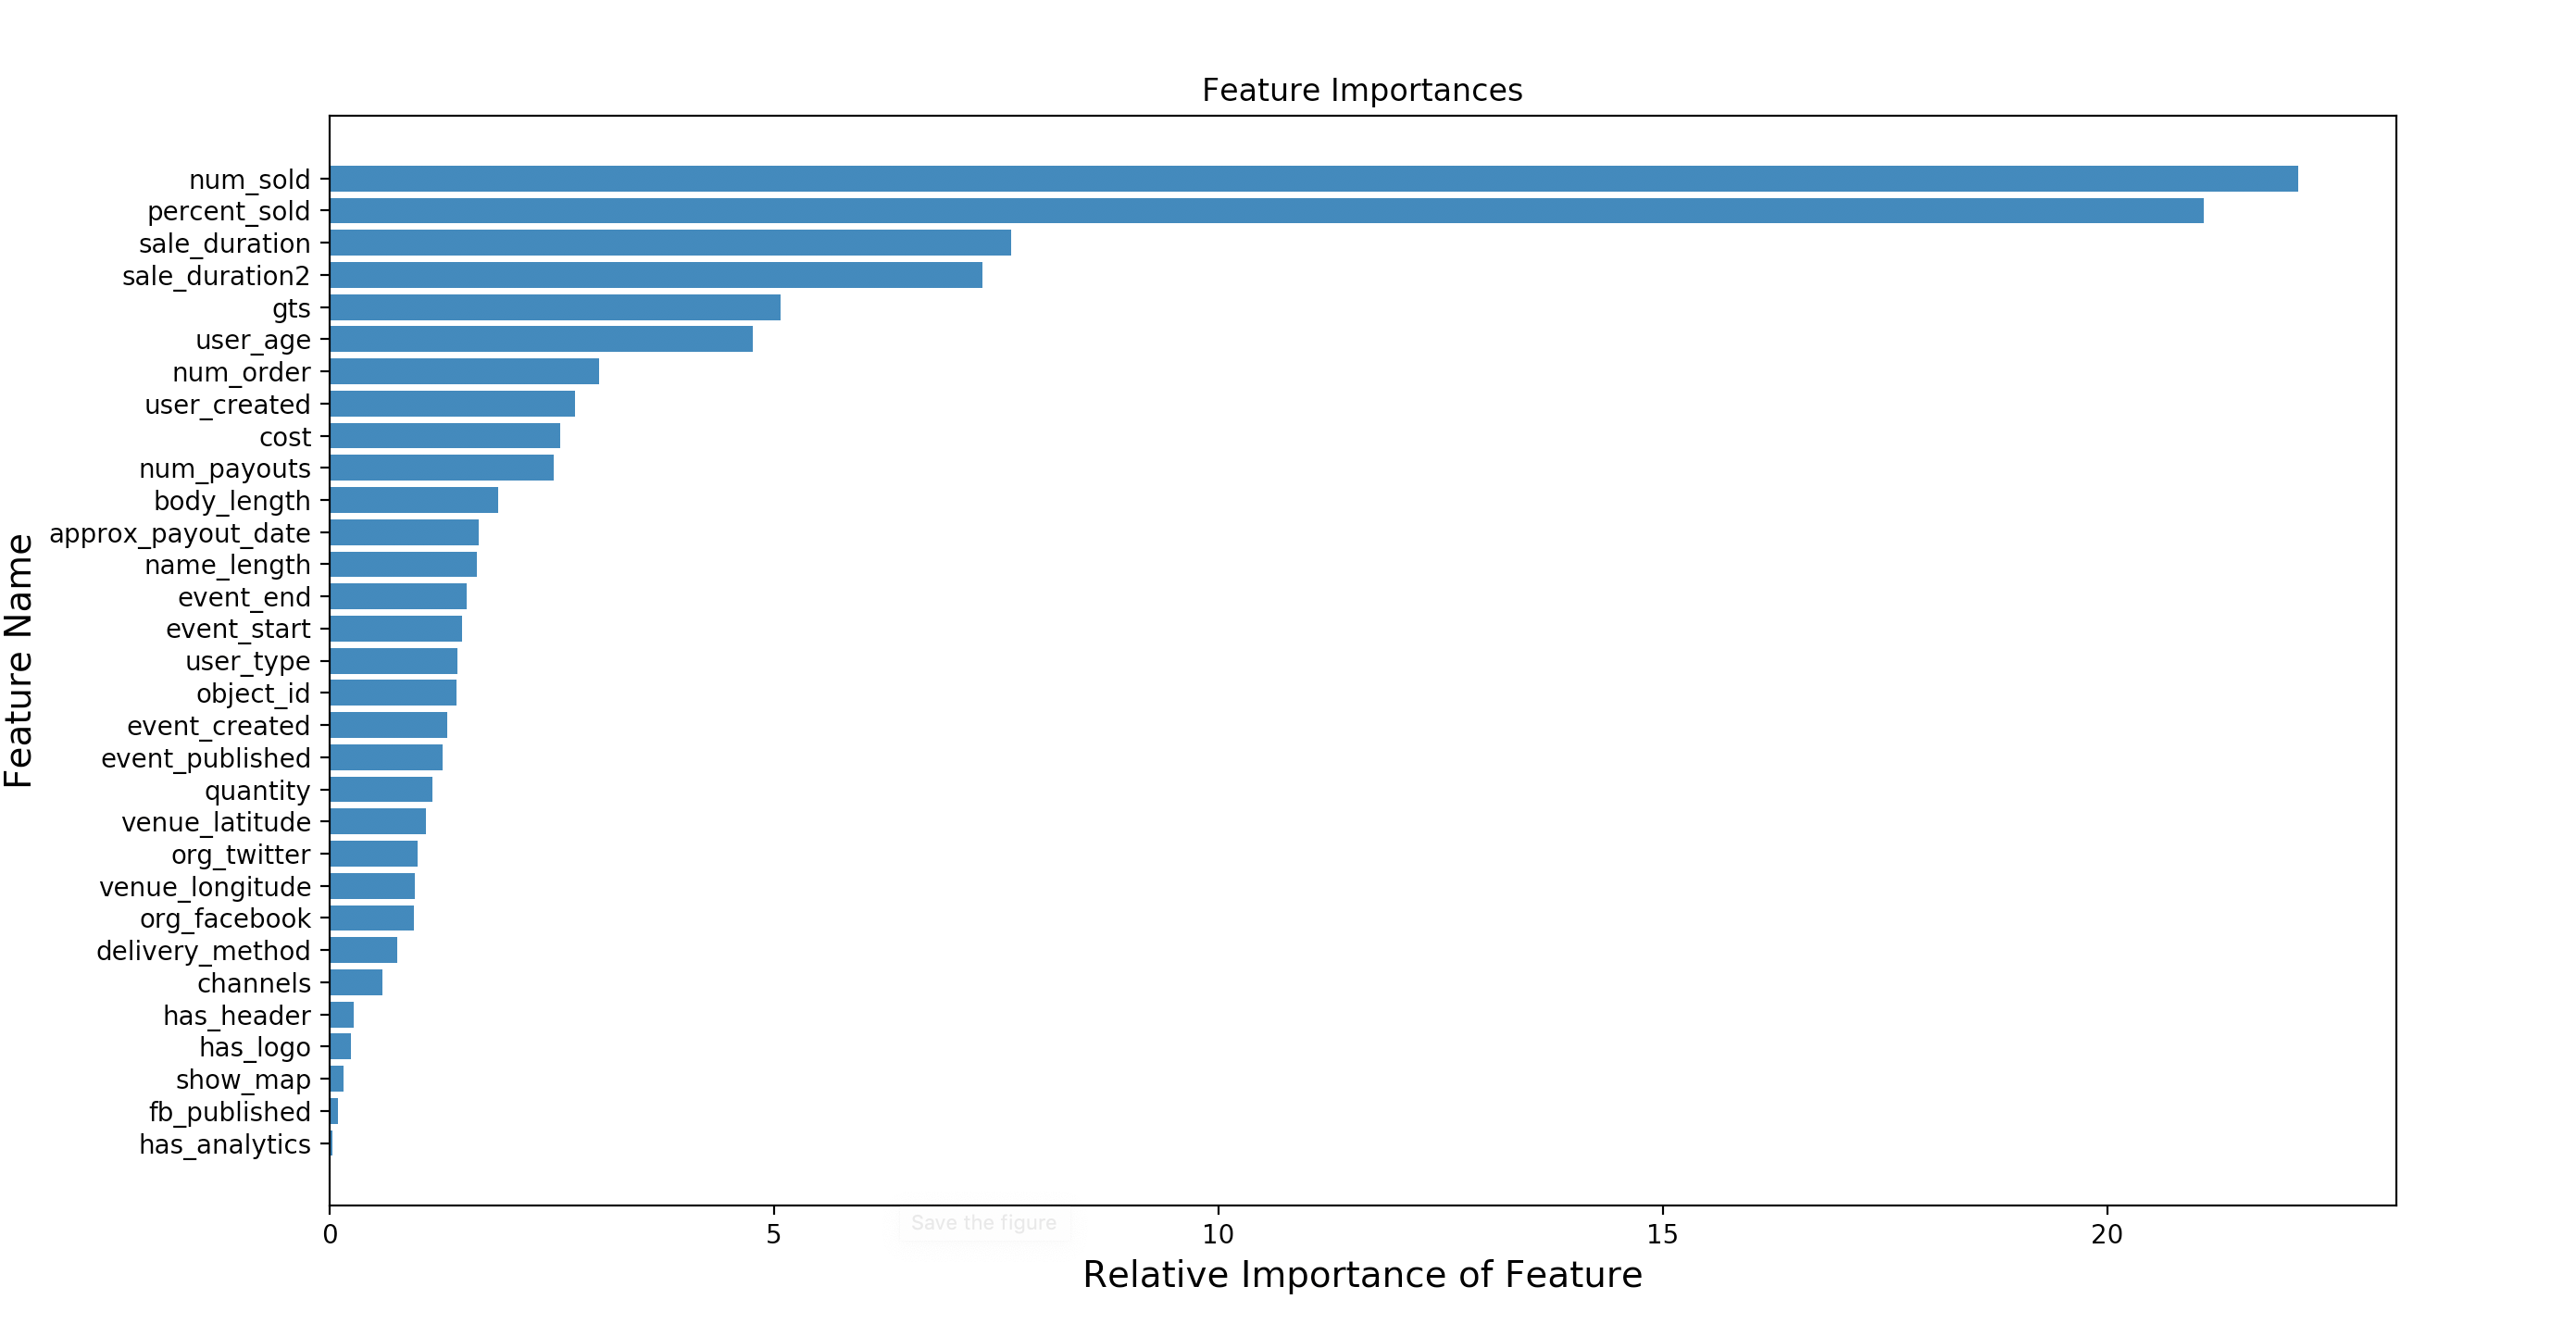 Feature Importances
num_sold
percent_sold
sale_duration
sale_duration2
gts
user_age
num_order
user_created
cost
num_payouts
body_length
approx_payout_date
name_length
event_end
event_start
user_type
object_id
event_created
event_published
quantity
venue_latitude
org_twitter
venue_longitude
org_facebook
delivery_method
channels
has_header
has_logo
show_map
fb_published
has_analytics
Feature Name
0 5 10 15 20
Save the figure
Relative Importance of Feature